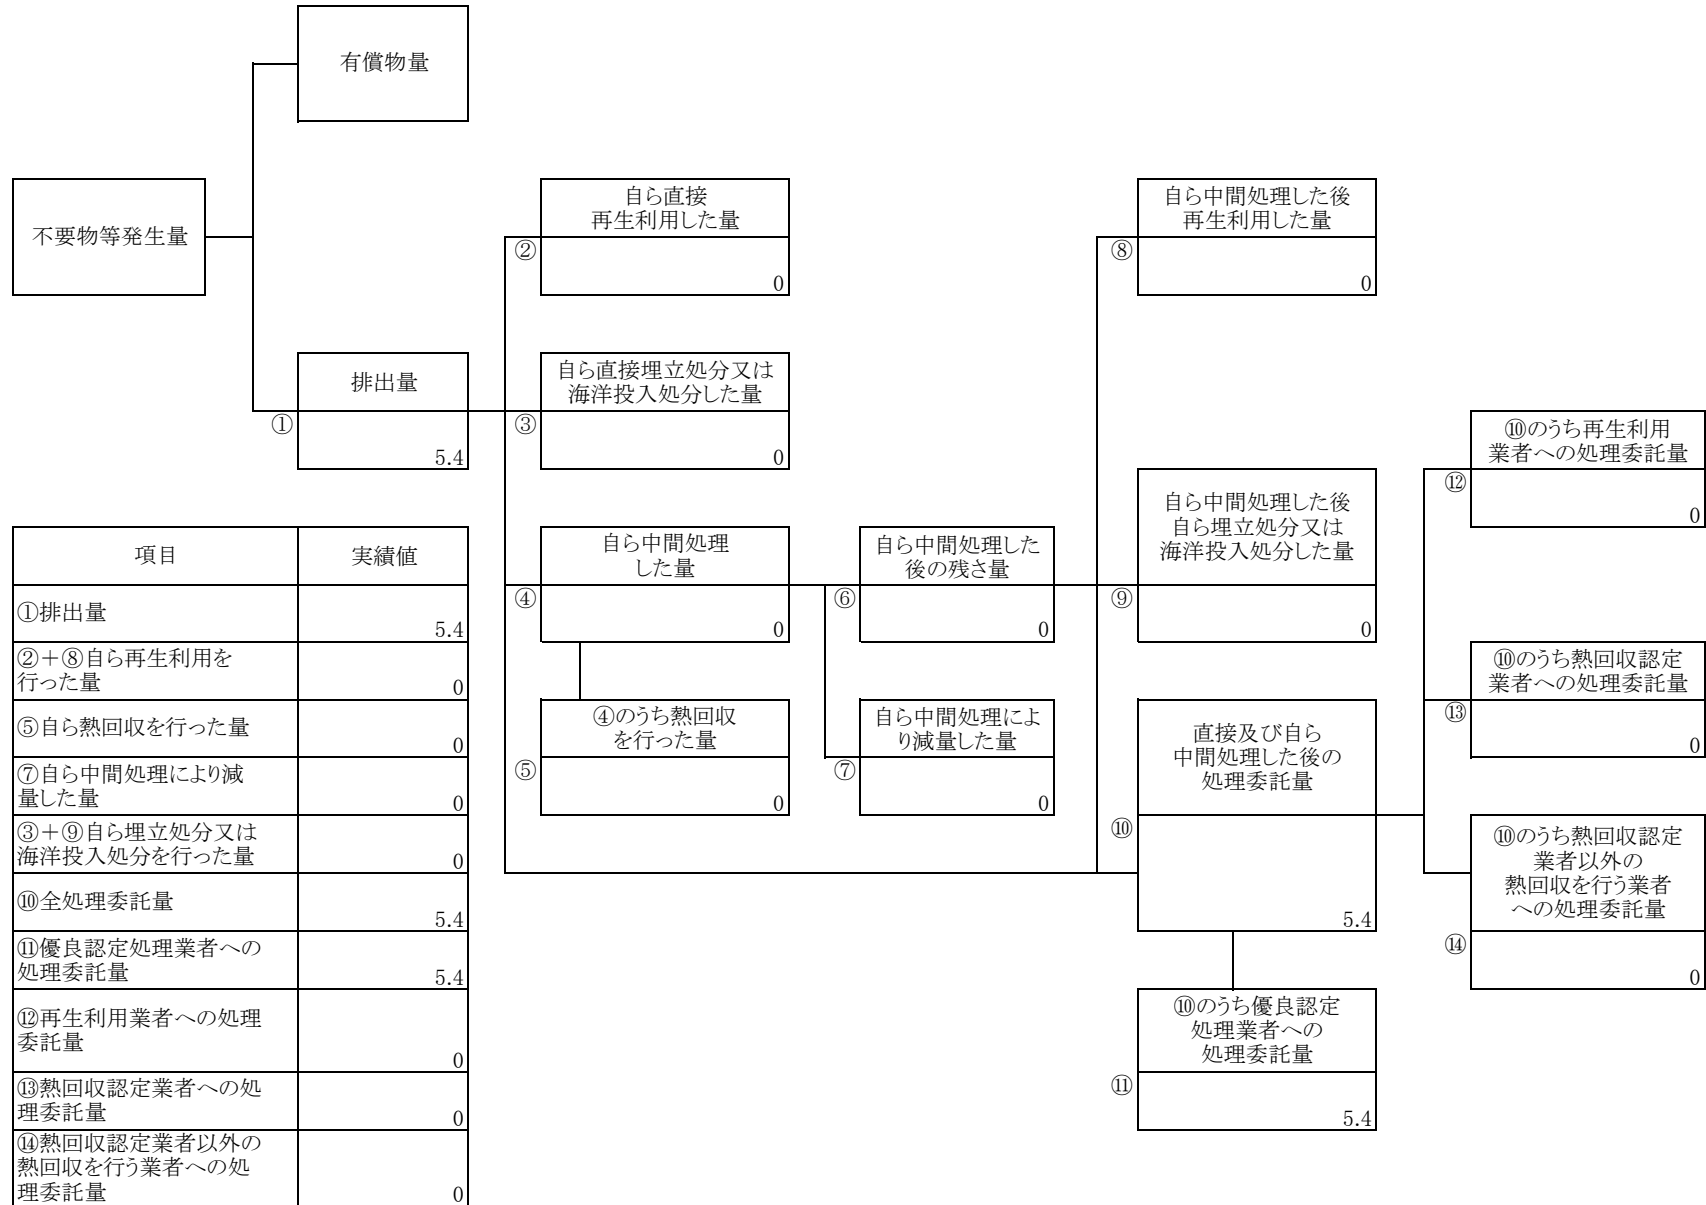 有償物量
不要物等発生量
自ら直接
再生利用した量
②
0
自ら中間処理した後
再生利用した量
⑧
0
排出量
①
5.4
自ら直接埋立処分又は
海洋投入処分した量
③
0
⑩のうち再生利用
業者への処理委託量
⑫
0
自ら中間処理した後
自ら埋立処分又は
海洋投入処分した量
⑨
0
自ら中間処理
した量
④
0
自ら中間処理した
後の残さ量
⑥
0
⑩のうち熱回収認定
業者への処理委託量
⑬
0
④のうち熱回収
を行った量
⑤
0
自ら中間処理によ
り減量した量
⑦
0
直接及び自ら
中間処理した後の
処理委託量
⑩
5.4
⑩のうち熱回収認定
業者以外の
熱回収を行う業者
への処理委託量
⑭
0
⑩のうち優良認定
処理業者への
処理委託量
⑪
5.4
項目 実績値
①排出量
5.4
②＋⑧自ら再生利用を
行った量
0
⑤自ら熱回収を行った量
0
⑦自ら中間処理により減
量した量
0
③＋⑨自ら埋立処分又は
海洋投入処分を行った量
0
⑩全処理委託量
5.4
⑪優良認定処理業者への
処理委託量
5.4
⑫再生利用業者への処理
委託量
0
⑬熱回収認定業者への処
理委託量
0
⑭熱回収認定業者以外の
熱回収を行う業者への処
理委託量
0